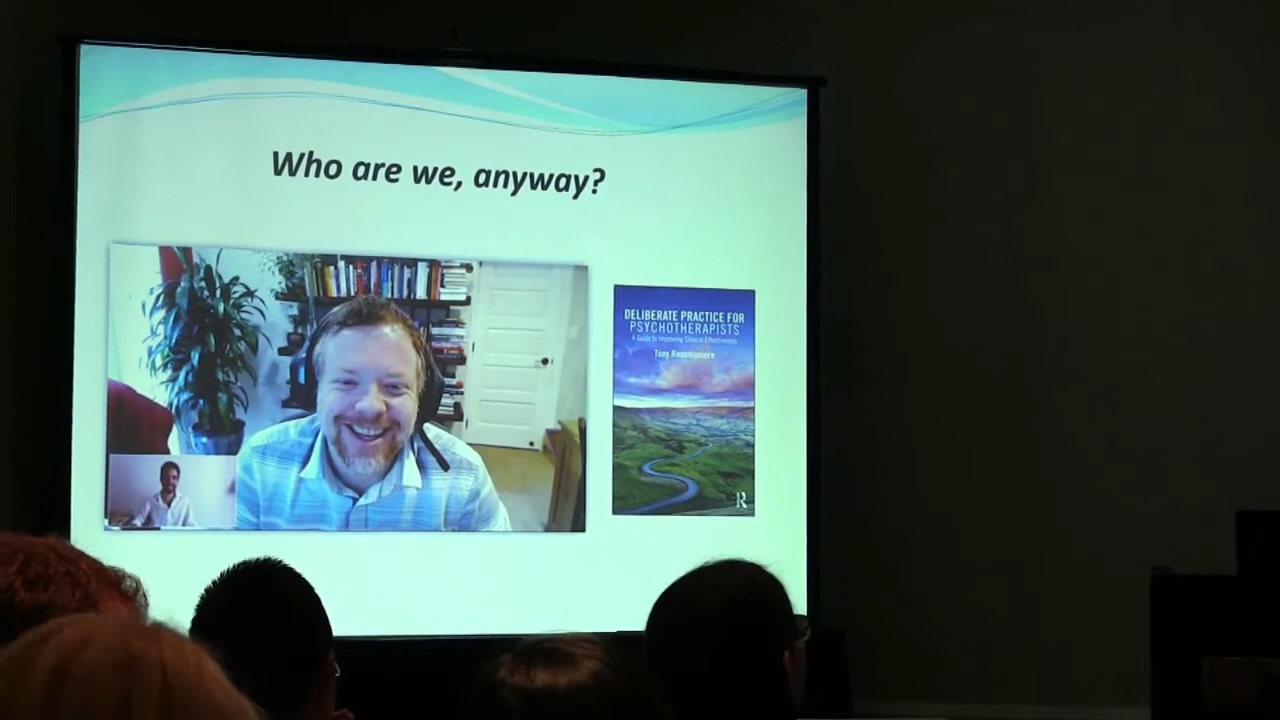 Who are we, anyway?
DELIBERATE PRACTICE FOR
PSYCHOTHERAPISTS
A Guide to Improving Clinical Effectiveness
Tony Rousmaniere
R